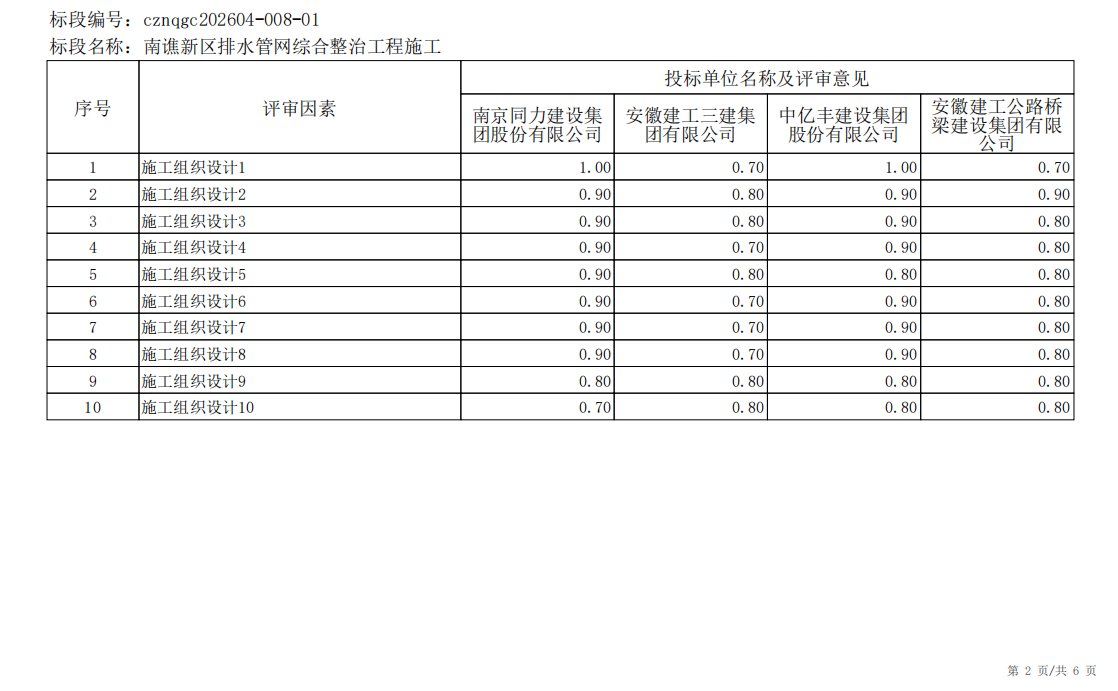 标段编号: cznqgc202604-008-01
标段名称: 南谯新区排水管网综合整治工程施工
序号 评审因素 投标单位名称及评审意见
南京同力建设集团股份有限公司 安徽建工三建集团有限公司 中亿丰建设集团股份有限公司 安徽建工公路桥梁建设集团有限公司
1 施工组织设计1 1.00 0.70 1.00 0.70
2 施工组织设计2 0.90 0.80 0.90 0.90
3 施工组织设计3 0.90 0.80 0.90 0.80
4 施工组织设计4 0.90 0.70 0.90 0.80
5 施工组织设计5 0.90 0.80 0.80 0.80
6 施工组织设计6 0.90 0.70 0.90 0.80
7 施工组织设计7 0.90 0.70 0.90 0.80
8 施工组织设计8 0.90 0.70 0.90 0.80
9 施工组织设计9 0.80 0.80 0.80 0.80
10 施工组织设计10 0.70 0.80 0.80 0.80
第 2 页/共 6 页